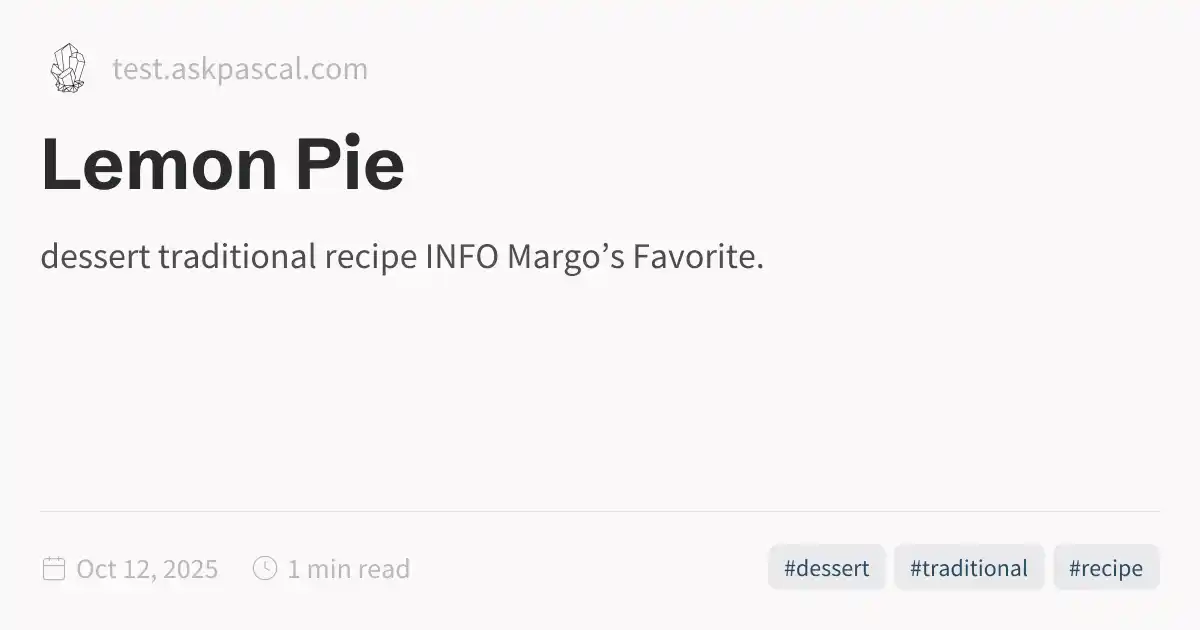 test.askpascal.com
Lemon Pie
dessert traditional recipe INFO Margo’s Favorite.
Oct 12, 2025 1 min read #dessert #traditional #recipe